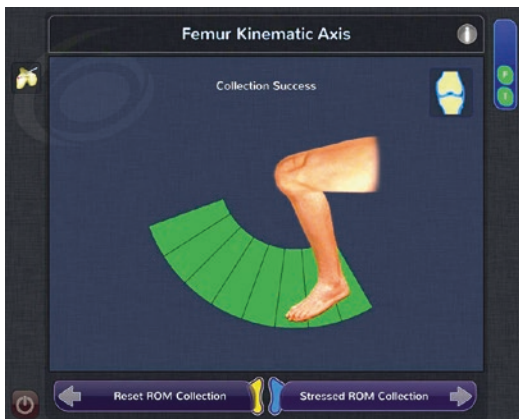 Femur Kinematic Axis
i
Collection Success
F
T
Reset ROM Collection
Stressed ROM Collection